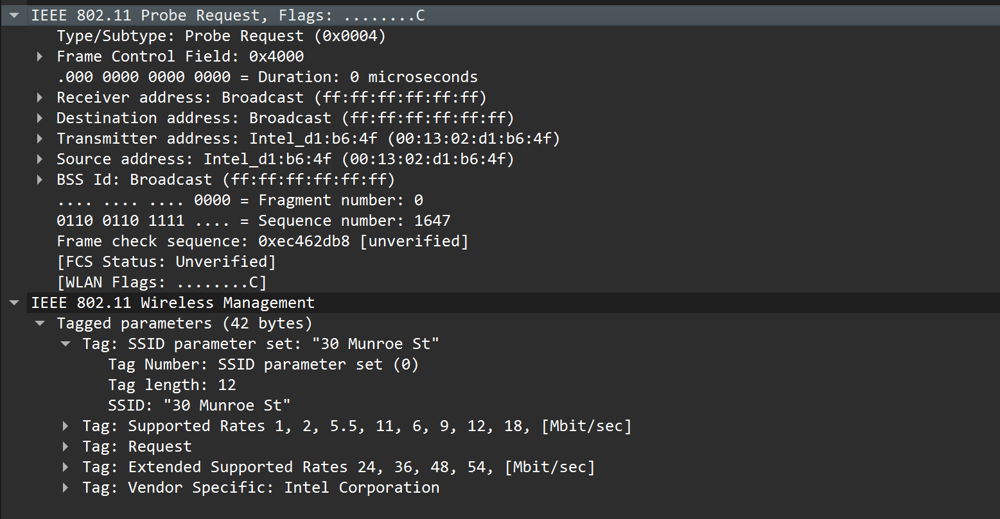 IEEE 802.11 Probe Request, Flags: ........C
Type/Subtype: Probe Request (0x0004)
Frame Control Field: 0x4000
.000 0000 0000 0000 = Duration: 0 microseconds
Receiver address: Broadcast (ff:ff:ff:ff:ff:ff)
Destination address: Broadcast (ff:ff:ff:ff:ff:ff)
Transmitter address: Intel_d1:b6:4f (00:13:02:d1:b6:4f)
Source address: Intel_d1:b6:4f (00:13:02:d1:b6:4f)
BSS Id: Broadcast (ff:ff:ff:ff:ff:ff)
.... .... .... 0000 = Fragment number: 0
0110 0110 1111 .... = Sequence number: 1647
Frame check sequence: 0xec462db8 [unverified]
[FCS Status: Unverified]
[WLAN Flags: ........C]
IEEE 802.11 Wireless Management
Tagged parameters (42 bytes)
Tag: SSID parameter set: "30 Munroe St"
Tag Number: SSID parameter set (0)
Tag length: 12
SSID: "30 Munroe St"
Tag: Supported Rates 1, 2, 5.5, 11, 6, 9, 12, 18, [Mbit/sec]
Tag: Request
Tag: Extended Supported Rates 24, 36, 48, 54, [Mbit/sec]
Tag: Vendor Specific: Intel Corporation